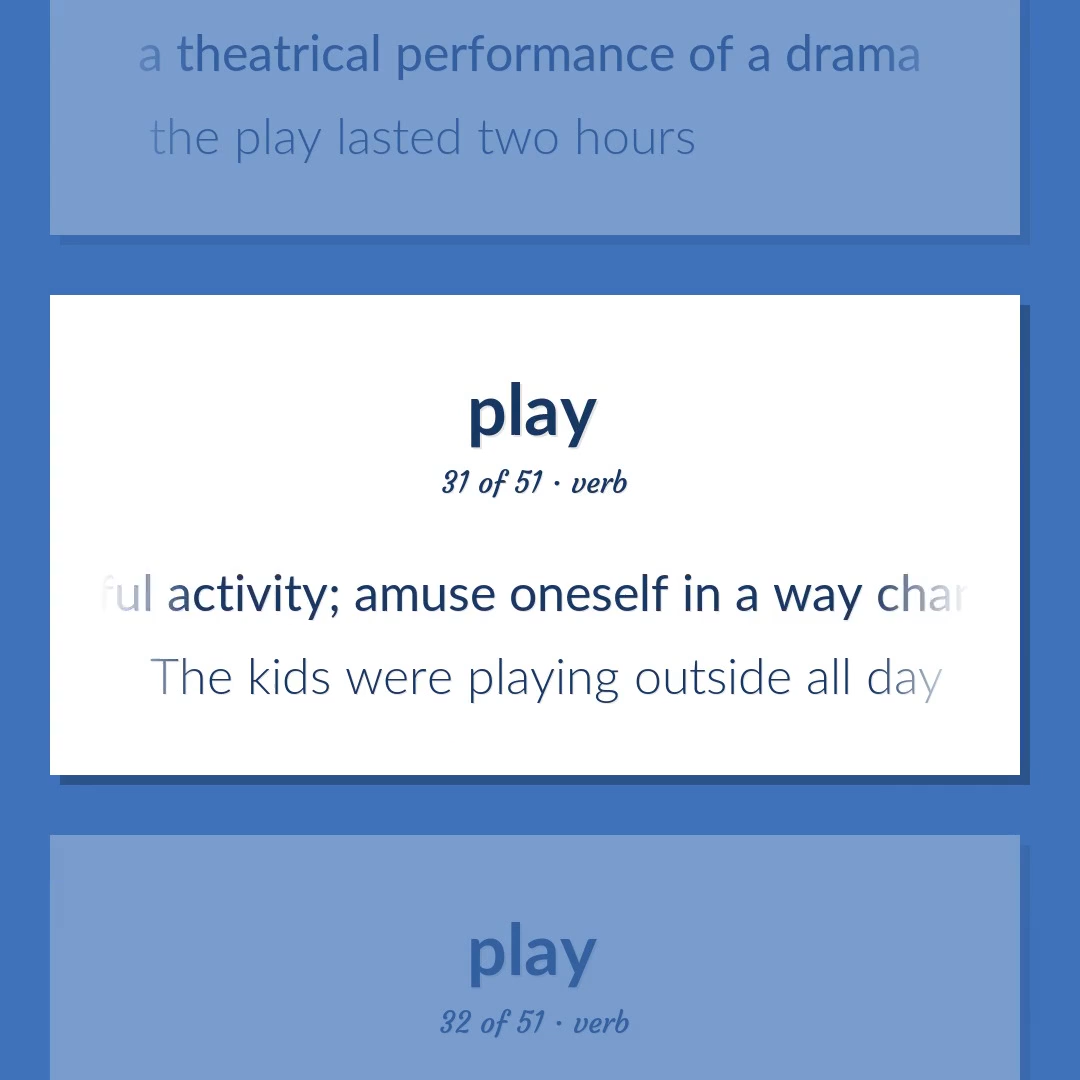 a theatrical performance of a drama
the play lasted two hours
play
31 of 51 · verb
ful activity; amuse oneself in a way char
The kids were playing outside all day
play
32 of 51 · verb